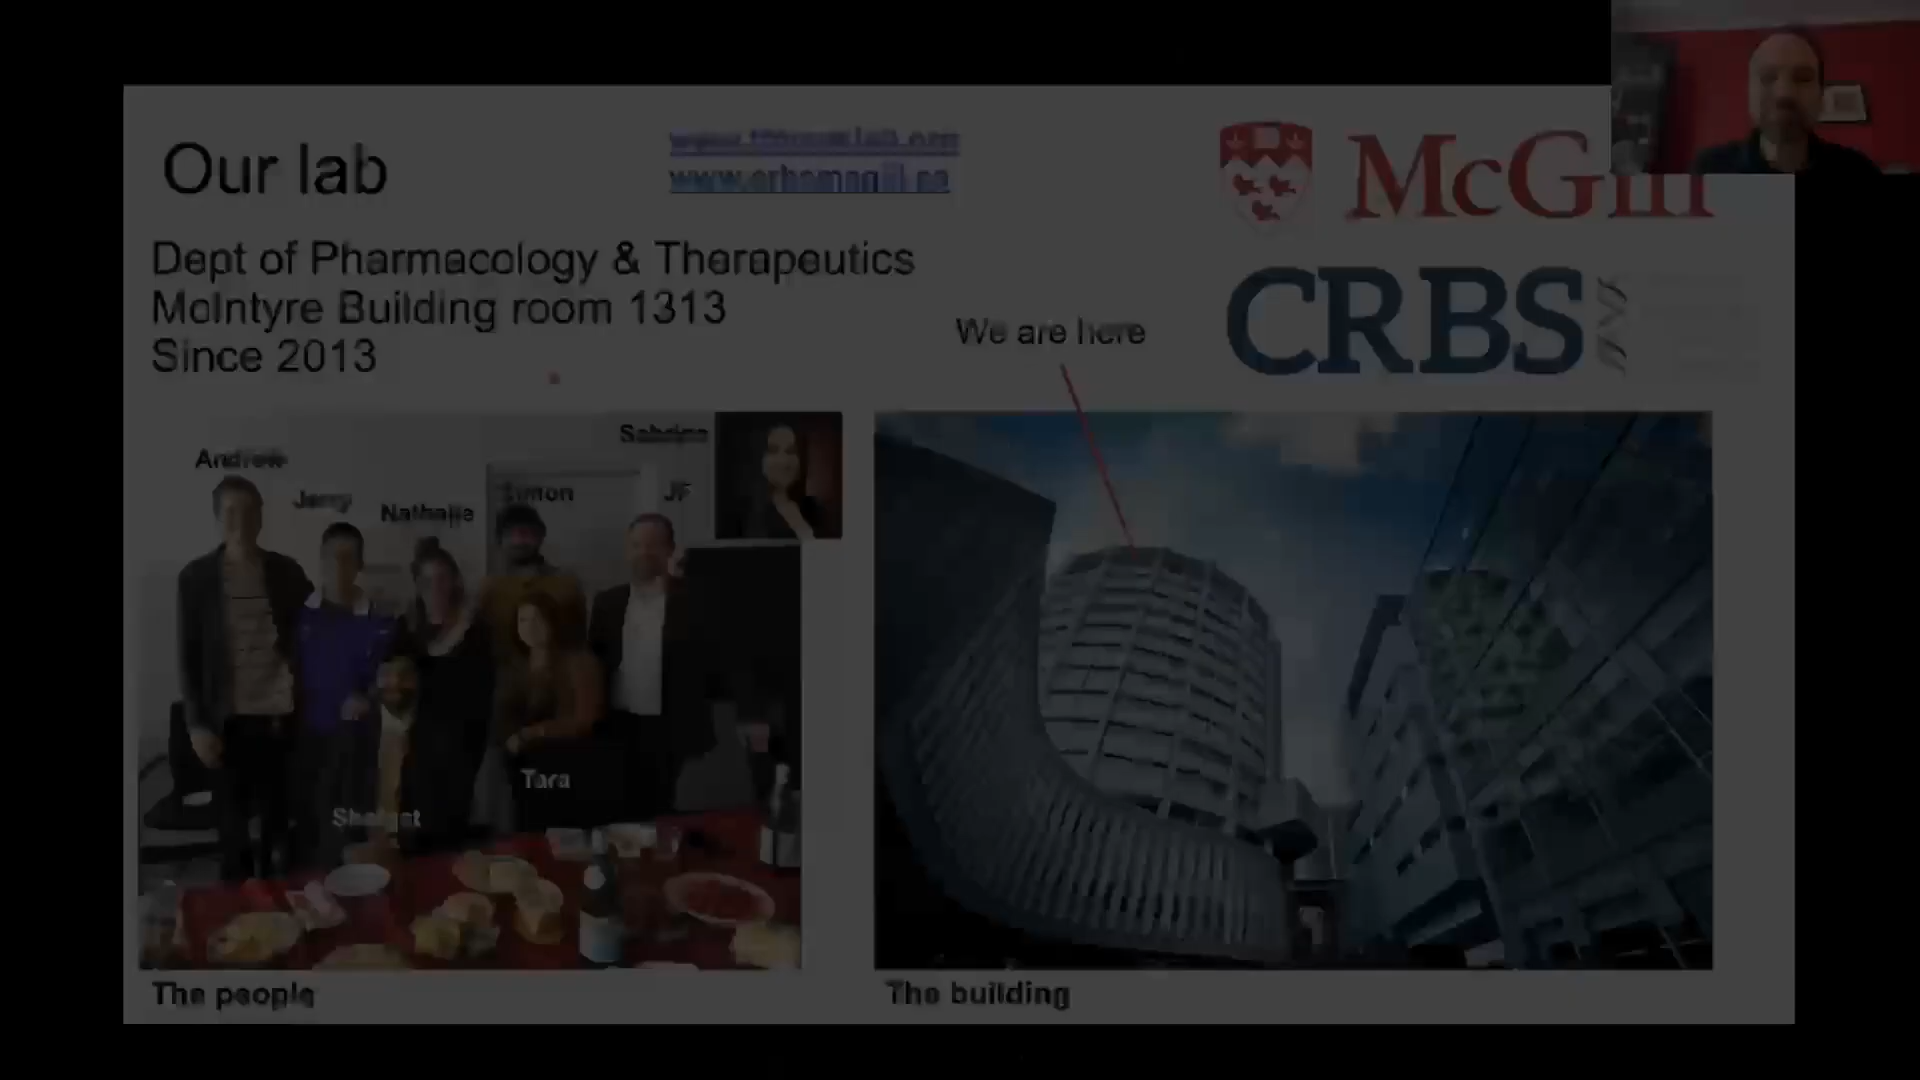 Our lab
McGill
Dept of Pharmacology & Therapeutics
McIntyre Building room 1313
Since 2013
CRBS
We are here
Sabrina
Andrew
Jerry
Nathalie
Simon
JF
Tara
The people
The building